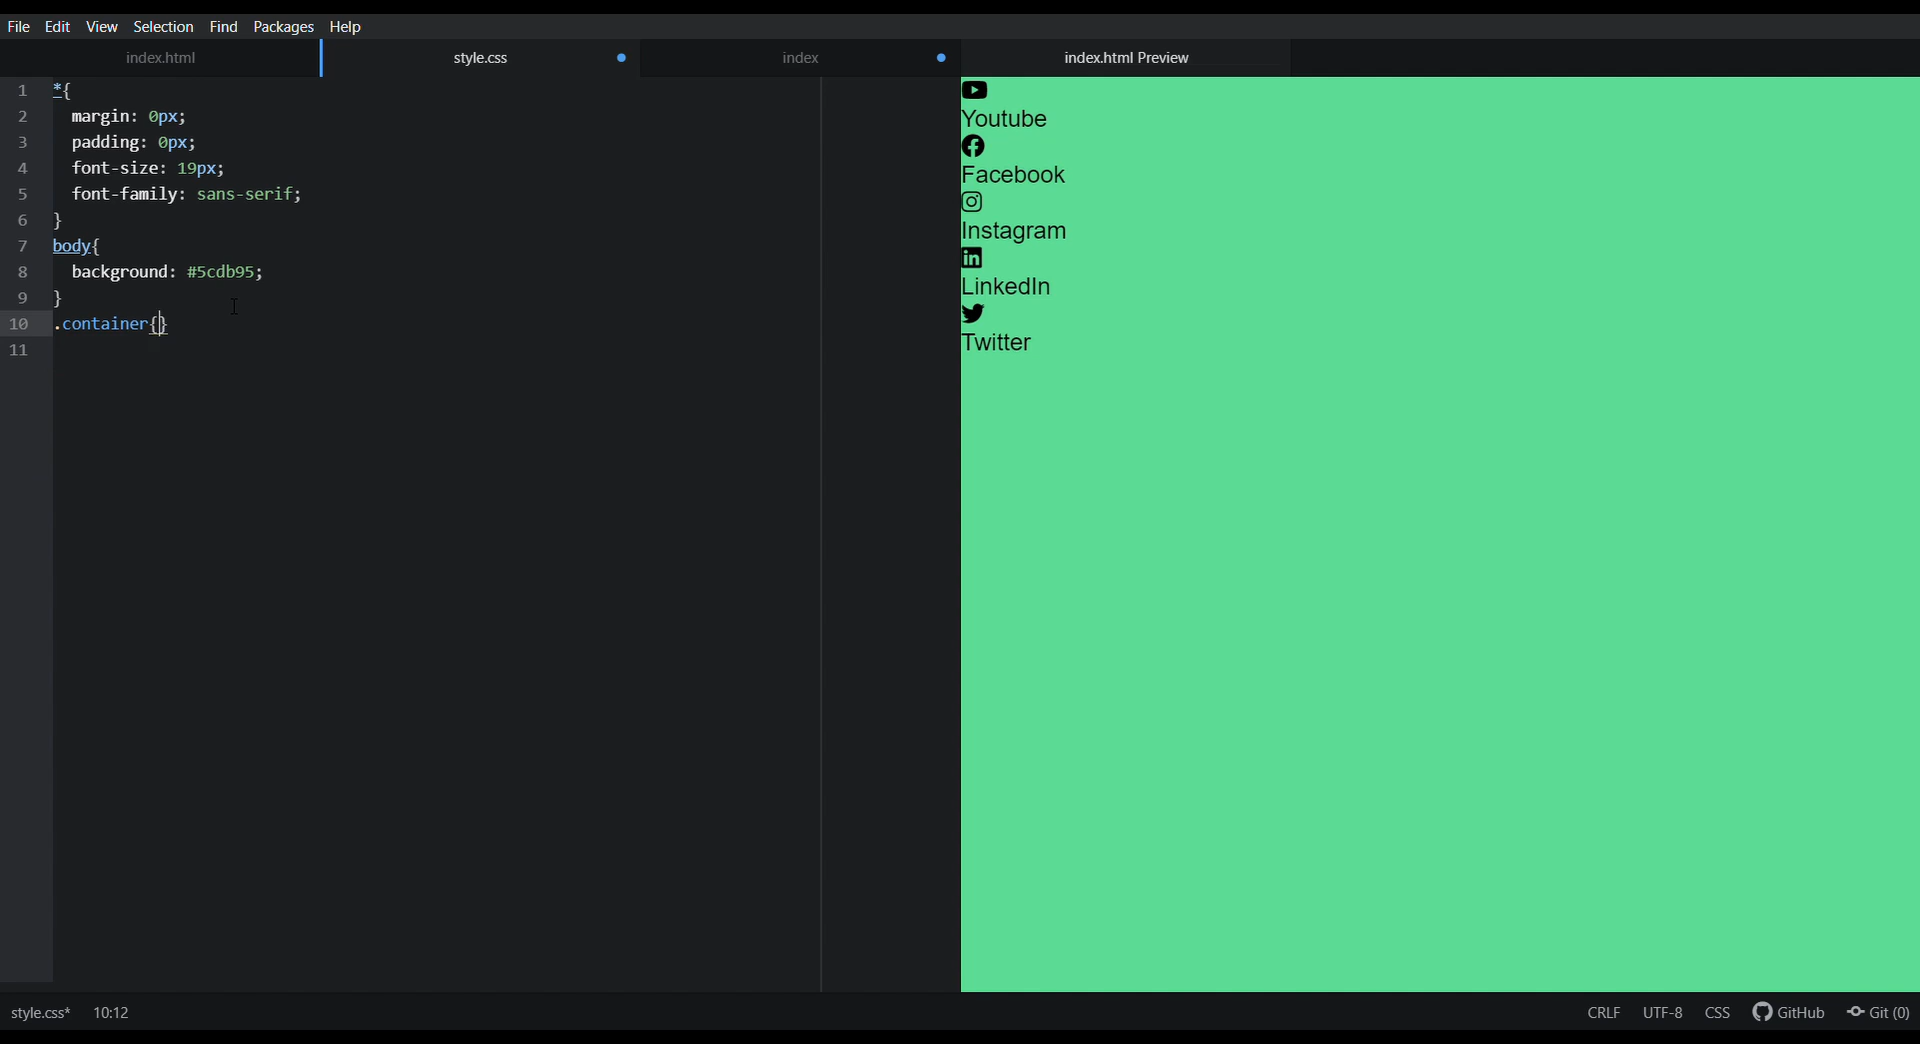 File Edit View Selection Find Packages Help
index.html style.css index index.html Preview
1 *{
2 margin: 0px;
3 padding: 0px;
4 font-size: 19px;
5 font-family: sans-serif;
6 }
7 body{
8 background: #5cdb95;
9 }
10 .container{}
11
Youtube
Facebook
Instagram
in
LinkedIn
Twitter
style.css* 10:12 CRLF UTF-8 CSS GitHub Git (0)